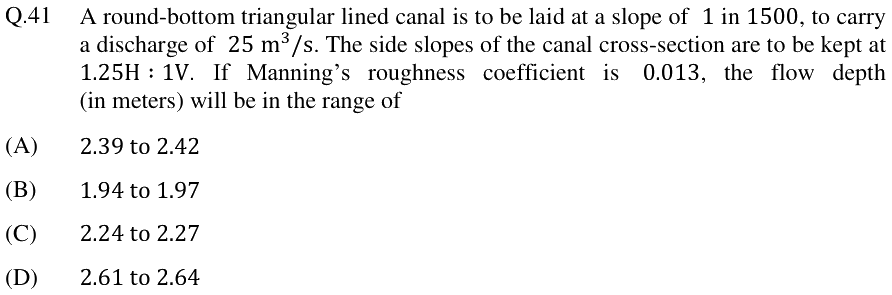 Q.41 A round-bottom triangular lined canal is to be laid at a slope of 1 in 1500, to carry
a discharge of 25 m³/s. The side slopes of the canal cross-section are to be kept at
1.25H : 1V. If Manning's roughness coefficient is 0.013, the flow depth
(in meters) will be in the range of
(A) 2.39 to 2.42
(B) 1.94 to 1.97
(C) 2.24 to 2.27
(D) 2.61 to 2.64